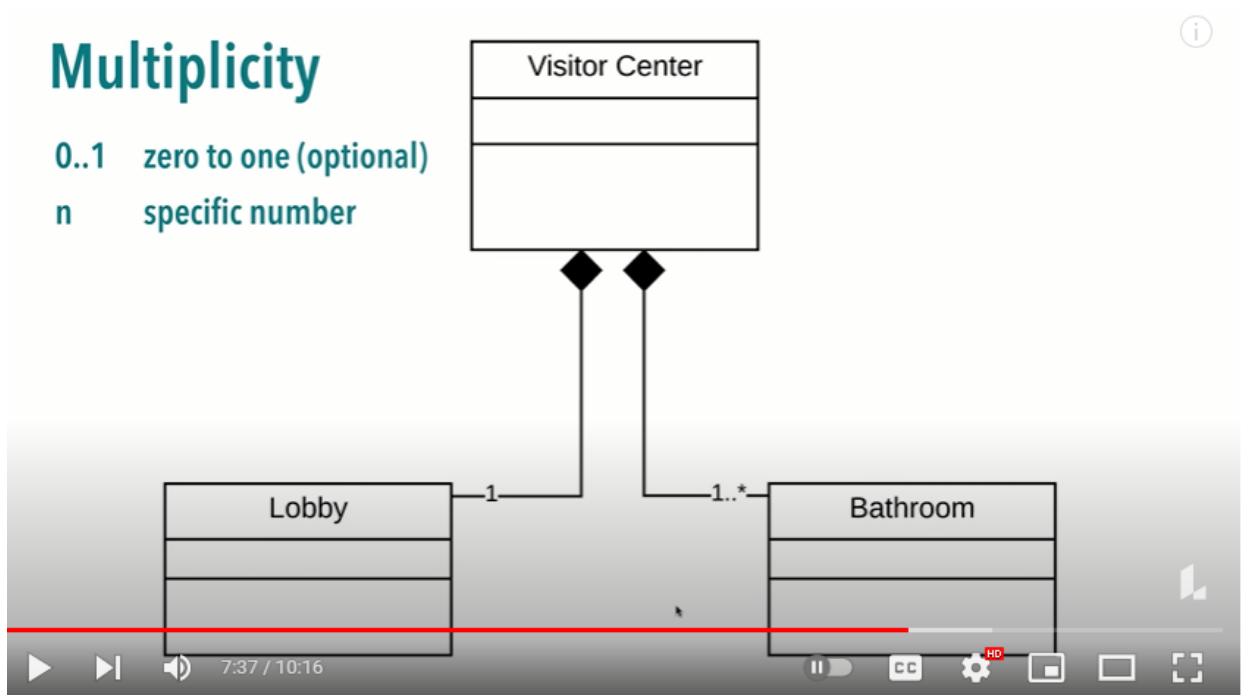 Multiplicity
0..1 zero to one (optional)
n specific number
Visitor Center
Lobby
1
1..*
Bathroom
7:37 / 10:16
CC
HD